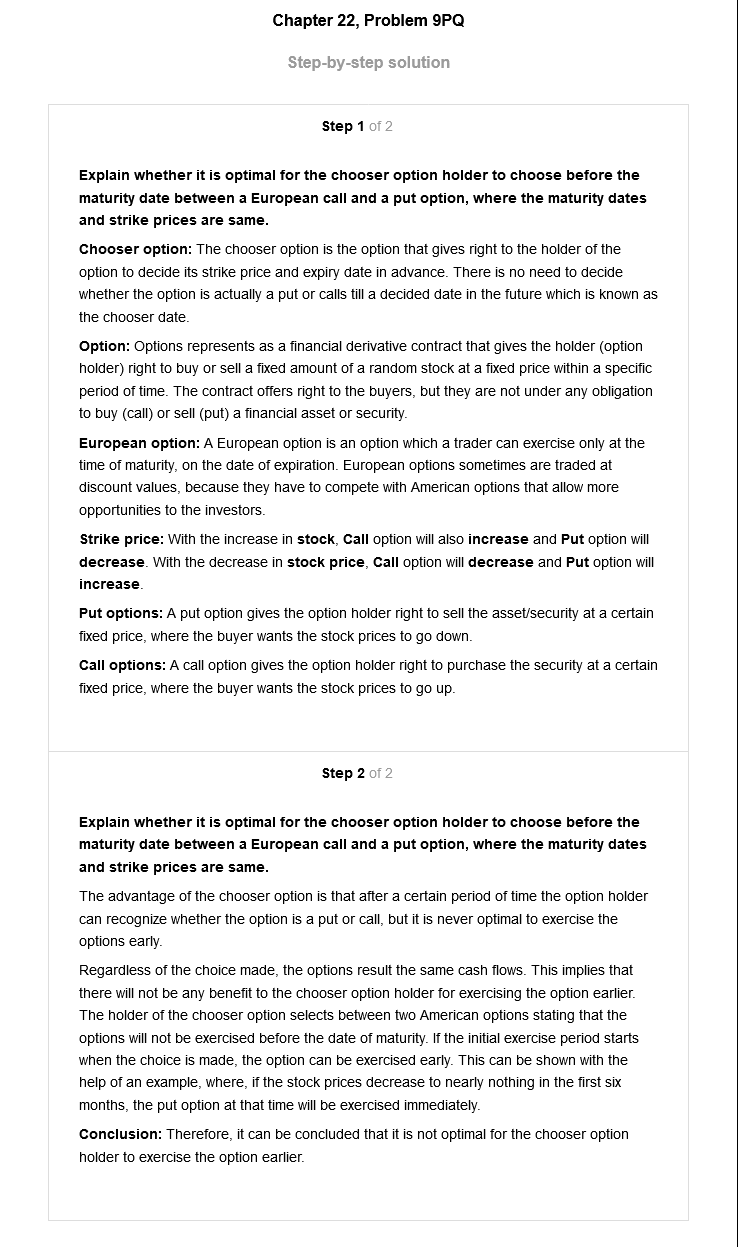 Chapter 22, Problem 9PQ
Step-by-step solution
Step 1 of 2
Explain whether it is optimal for the chooser option holder to choose before the
maturity date between a European call and a put option, where the maturity dates
and strike prices are same.
Chooser option: The chooser option is the option that gives right to the holder of the
option to decide its strike price and expiry date in advance. There is no need to decide
whether the option is actually a put or calls till a decided date in the future which is known as
the chooser date.
Option: Options represents as a financial derivative contract that gives the holder (option
holder) right to buy or sell a fixed amount of a random stock at a fixed price within a specific
period of time. The contract offers right to the buyers, but they are not under any obligation
to buy (call) or sell (put) a financial asset or security.
European option: A European option is an option which a trader can exercise only at the
time of maturity, on the date of expiration. European options sometimes are traded at
discount values, because they have to compete with American options that allow more
opportunities to the investors.
Strike price: With the increase in stock, Call option will also increase and Put option will
decrease. With the decrease in stock price, Call option will decrease and Put option will
increase.
Put options: A put option gives the option holder right to sell the asset/security at a certain
fixed price, where the buyer wants the stock prices to go down.
Call options: A call option gives the option holder right to purchase the security at a certain
fixed price, where the buyer wants the stock prices to go up.
Step 2 of 2
Explain whether it is optimal for the chooser option holder to choose before the
maturity date between a European call and a put option, where the maturity dates
and strike prices are same.
The advantage of the chooser option is that after a certain period of time the option holder
can recognize whether the option is a put or call, but it is never optimal to exercise the
options early.
Regardless of the choice made, the options result the same cash flows. This implies that
there will not be any benefit to the chooser option holder for exercising the option earlier.
The holder of the chooser option selects between two American options stating that the
options will not be exercised before the date of maturity. If the initial exercise period starts
when the choice is made, the option can be exercised early. This can be shown with the
help of an example, where, if the stock prices decrease to nearly nothing in the first six
months, the put option at that time will be exercised immediately.
Conclusion: Therefore, it can be concluded that it is not optimal for the chooser option
holder to exercise the option earlier.